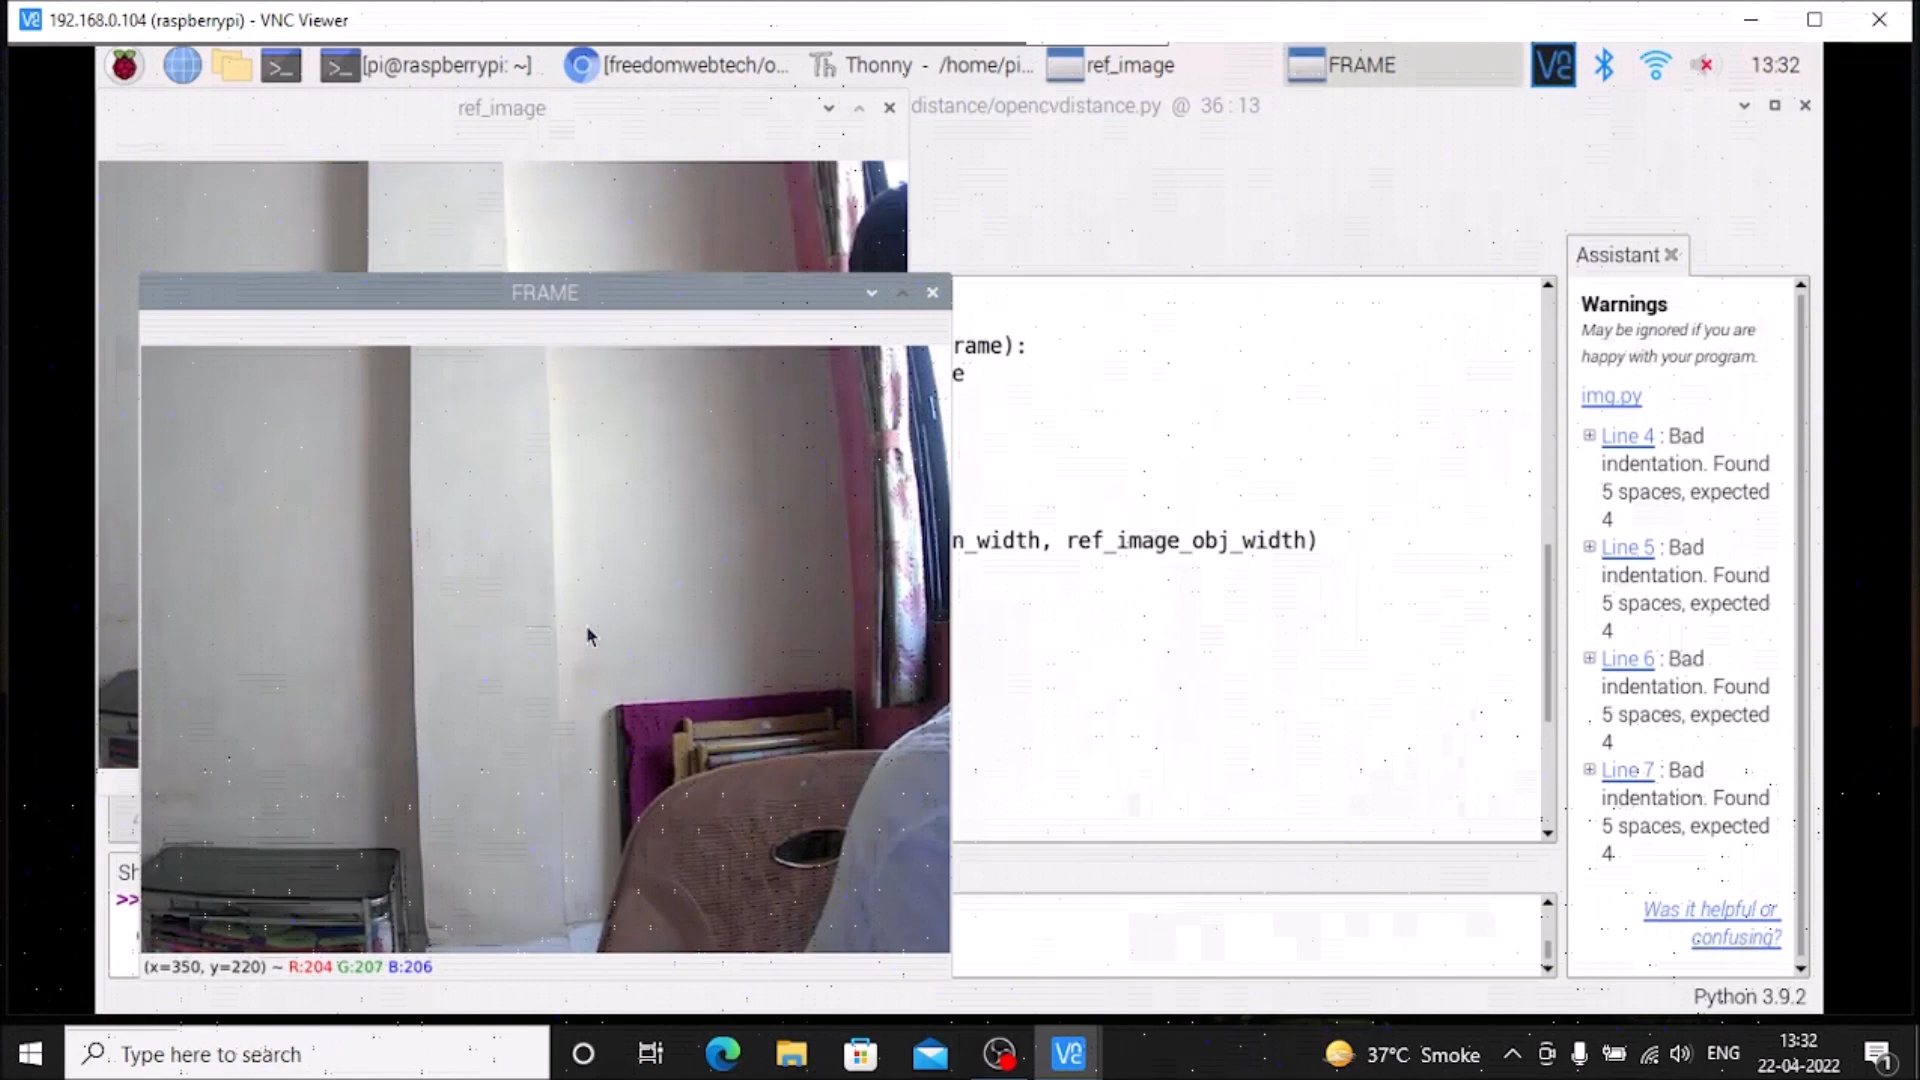 192.168.0.104 (raspberrypi) - VNC Viewer
[pi@raspberrypi: ~]
[freedomwebtech/o...
Thonny - /home/pi...
ref_image
FRAME
13:32
ref_image
distance/opencvdistance.py @ 36:13
FRAME
rame):
e
n_width, ref_image_obj_width)
Assistant
Warnings
May be ignored if you are
happy with your program.
img.py
Line 4 : Bad
indentation. Found
5 spaces, expected
4
Line 5 : Bad
indentation. Found
5 spaces, expected
4
Line 6 : Bad
indentation. Found
5 spaces, expected
4
Line 7 : Bad
indentation. Found
5 spaces, expected
4
Was it helpful or
confusing?
Sh
>>
(x=350, y=220) ~ R:204 G:207 B:206
Python 3.9.2
Type here to search
37°C Smoke
ENG
13:32
22-04-2022
1